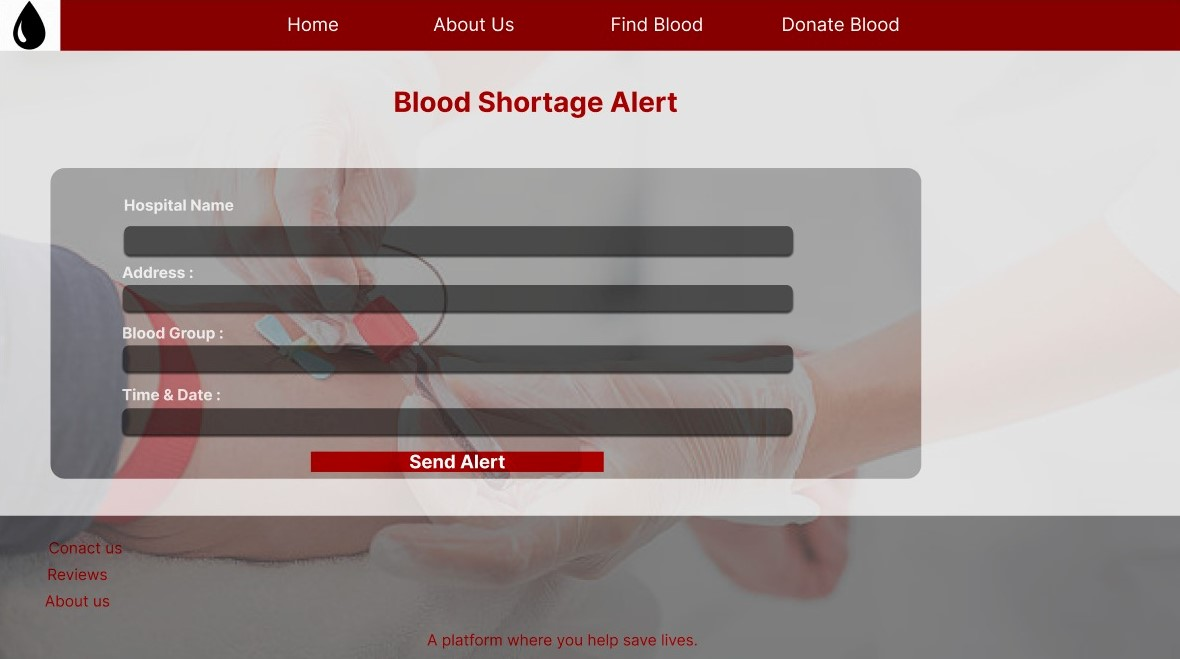 Home About Us Find Blood Donate Blood
Blood Shortage Alert
Hospital Name
Address :
Blood Group :
Time & Date :
Send Alert
Conact us
Reviews
About us
A platform where you help save lives.